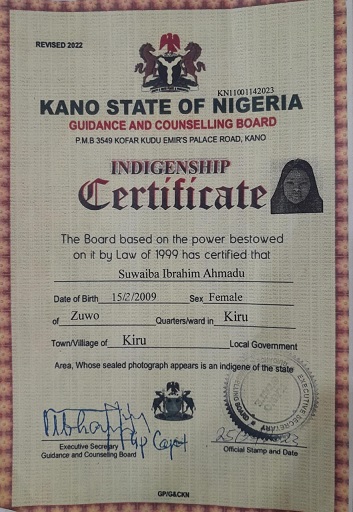 REVISED 2022
KN11001142023
KANO STATE OF NIGERIA
GUIDANCE AND COUNSELLING BOARD
P.M.B 3549 KOFAR KUDU EMIR'S PALACE ROAD, KANO
INDIGENSHIP
Certificate
The Board based on the power bestowed
on it by Law of 1999 has certified that
Suwaiba Ibrahim Ahmadu
Date of Birth 15/2/2009 Sex Female
of Zuwo Quarters/ward in Kiru
Town/Villiage of Kiru Local Government
Area, Whose sealed photograph appears is an indigene of the state
EXECUTIVE SECRETARY
Executive Secretary
Guidance and Counseling Board
Official Stamp and Date
GP/G&CKN